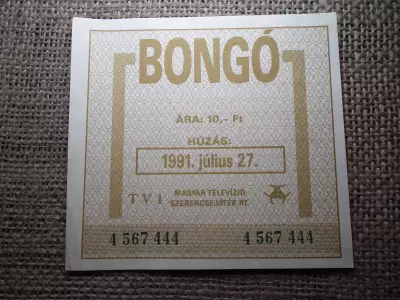 BONGÓ
ÁRA: 10,- Ft
HÚZÁS:
1991. július 27.
TV1
MAGYAR TELEVÍZIÓ
SZERENCSEJÁTÉK RT.
4 567 444 4 567 444